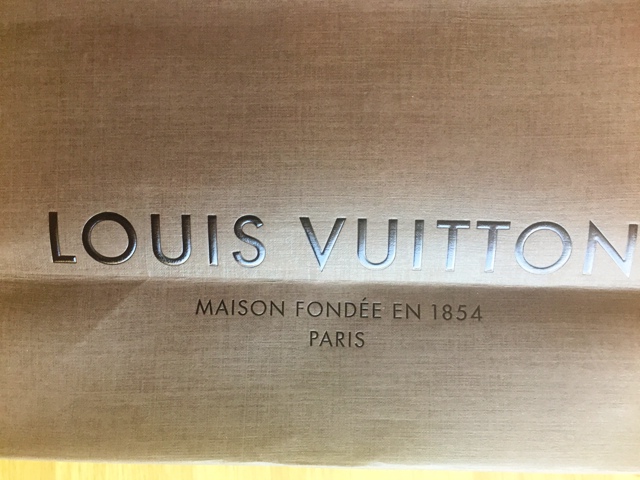 LOUIS VUITTON
MAISON FONDÉE EN 1854
PARIS